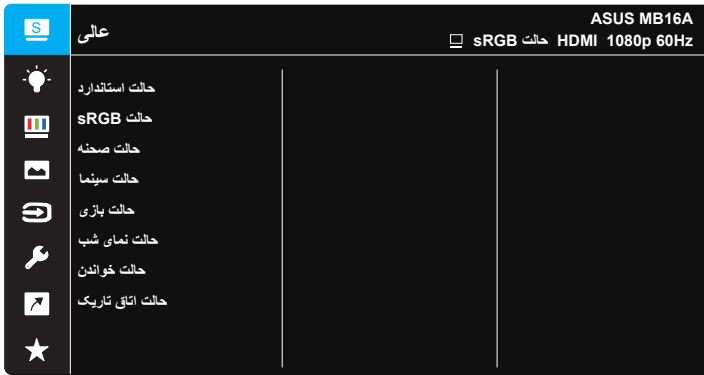 S
عالی
ASUS MB16A
حالت sRGB HDMI 1080p 60Hz
حالت استاندارد
حالت sRGB
حالت صحنه
حالت سینما
حالت بازی
حالت نمای شب
حالت خواندن
حالت اتاق تاریک